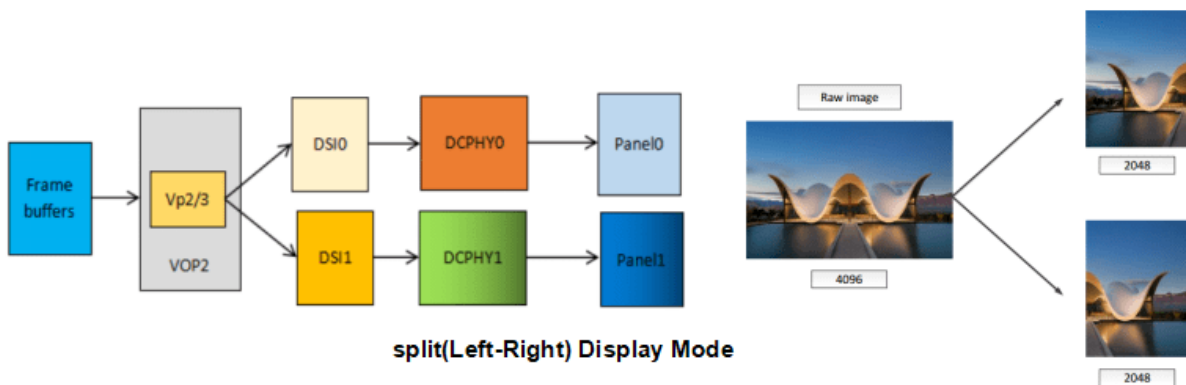 Frame
buffers
Vp2/3
VOP2
DSI0
DCPHY0
Panel0
DSI1
DCPHY1
Panel1
split(Left-Right) Display Mode
Raw image
4096
2048
2048